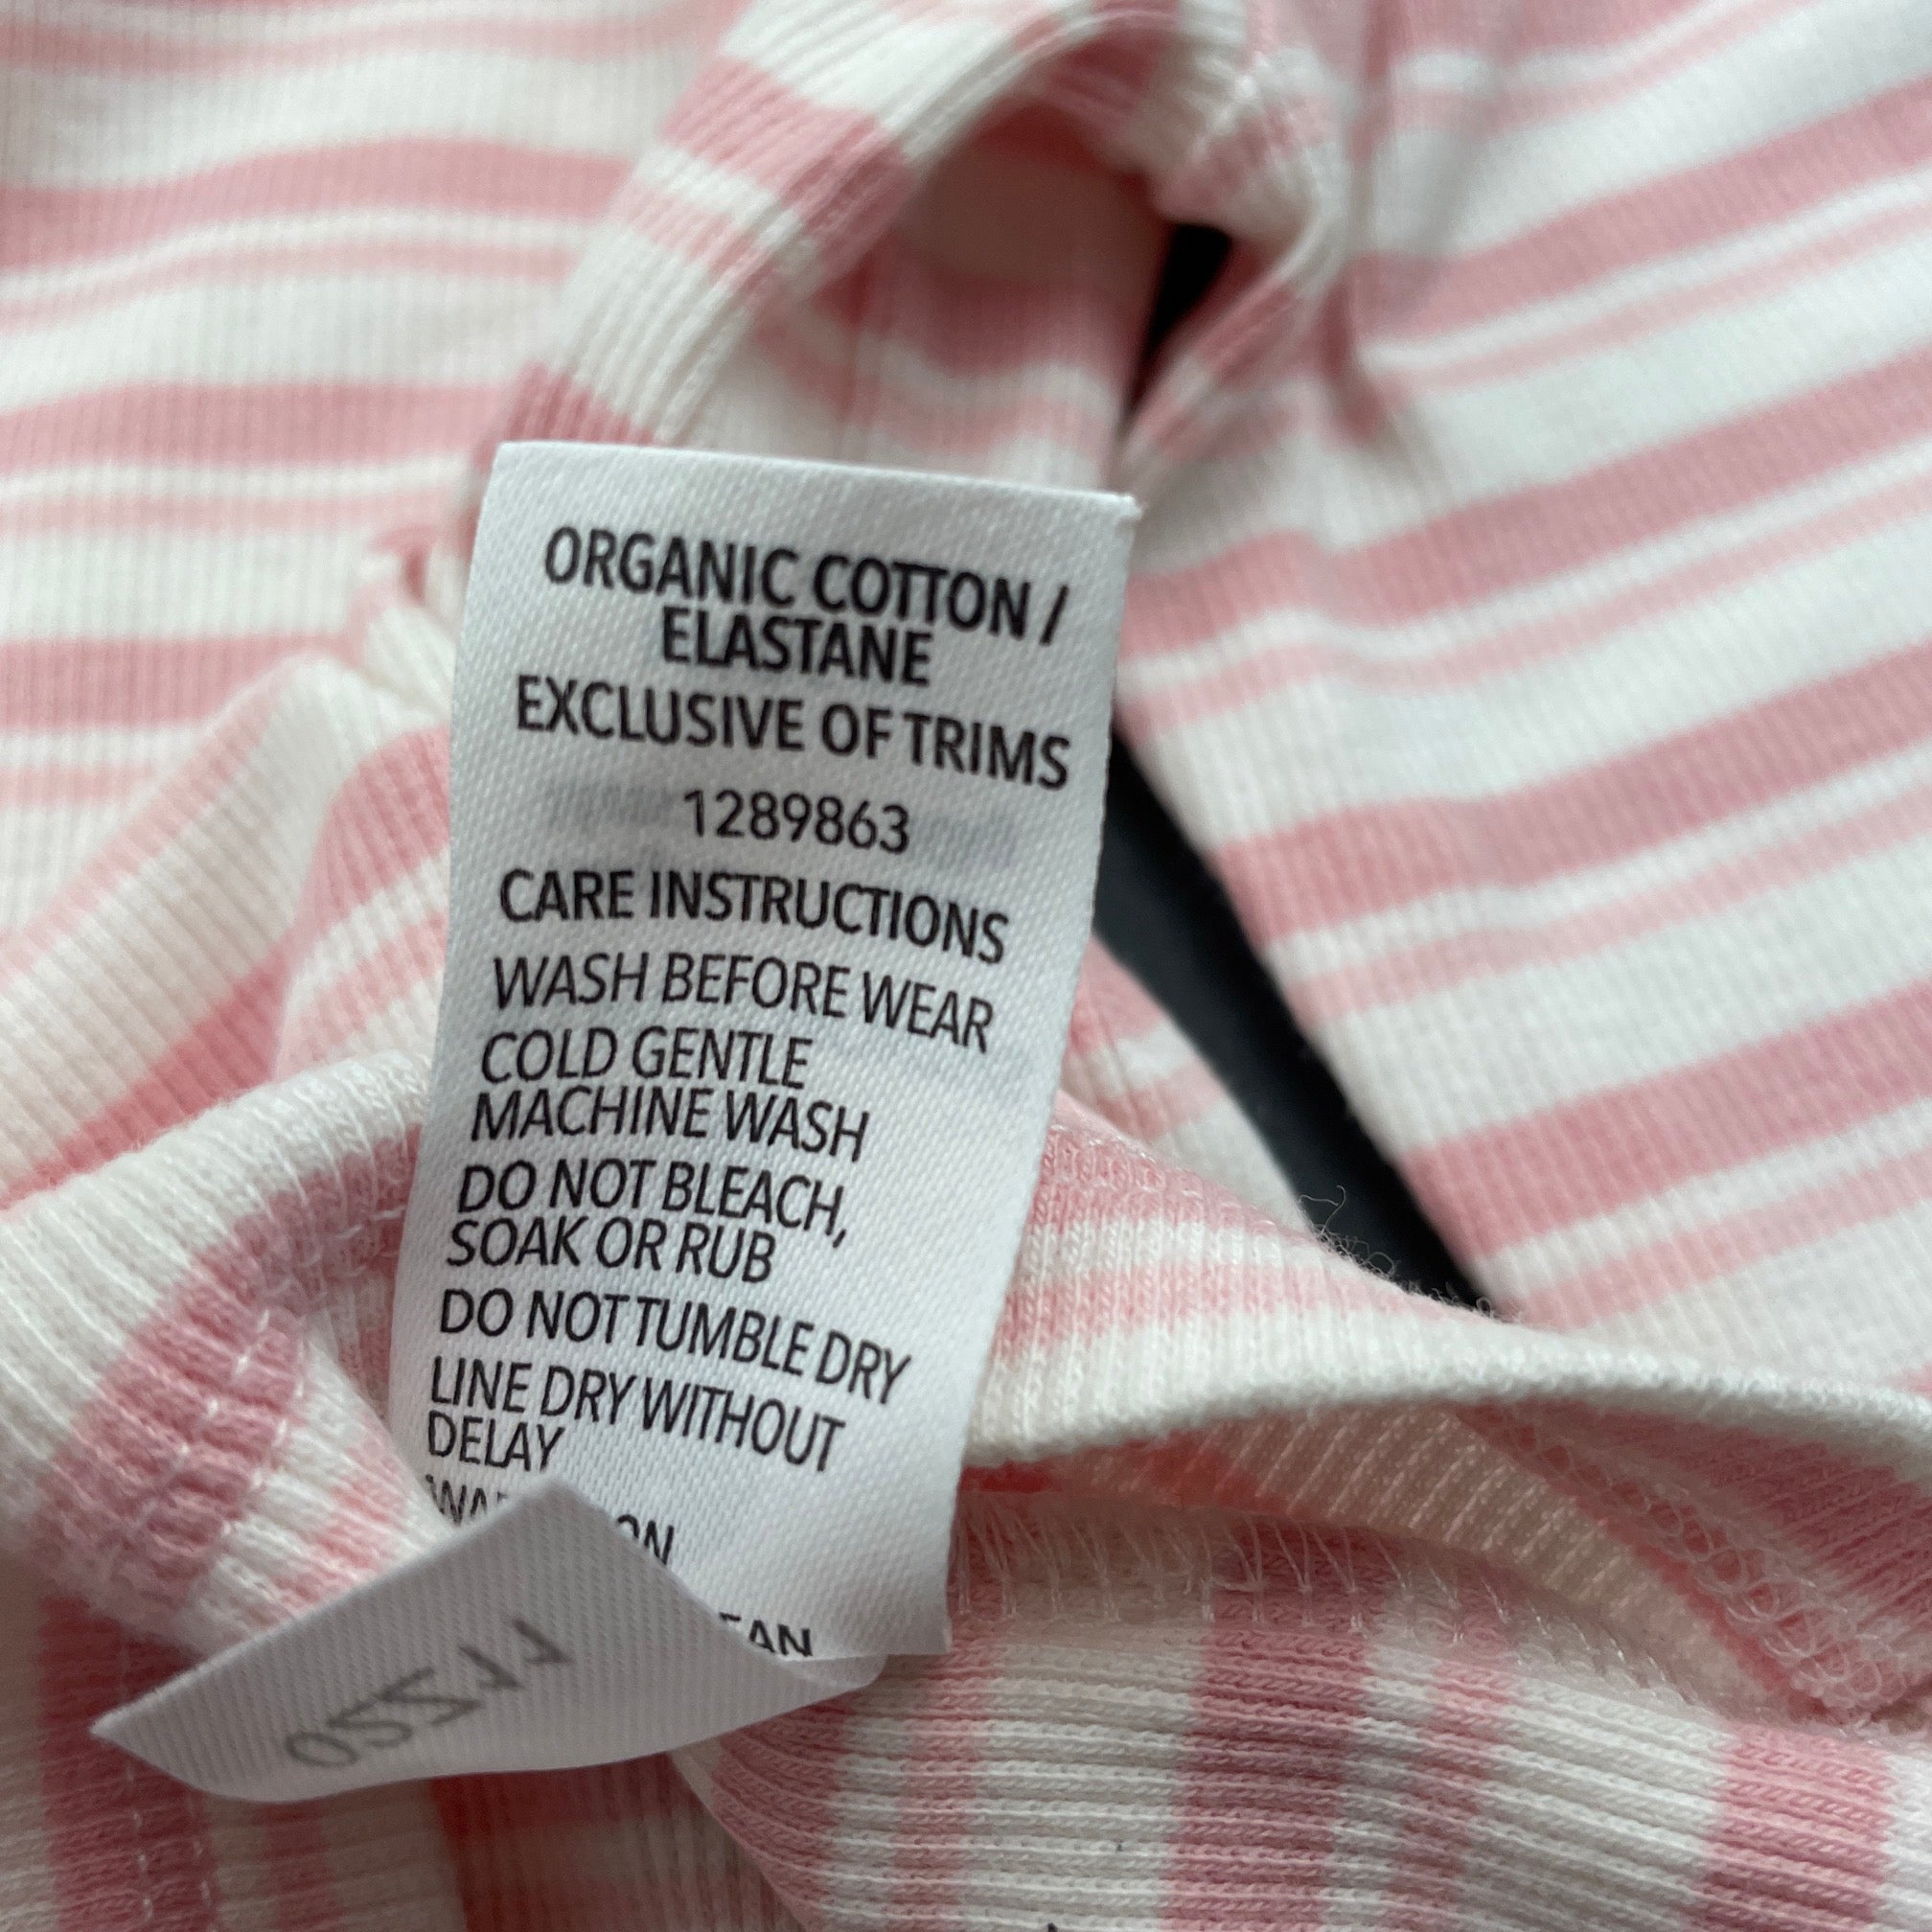 ORGANIC COTTON /
ELASTANE
EXCLUSIVE OF TRIMS
1289863
CARE INSTRUCTIONS
WASH BEFORE WEAR
COLD GENTLE
MACHINE WASH
DO NOT BLEACH,
SOAK OR RUB
DO NOT TUMBLE DRY
LINE DRY WITHOUT
DELAY